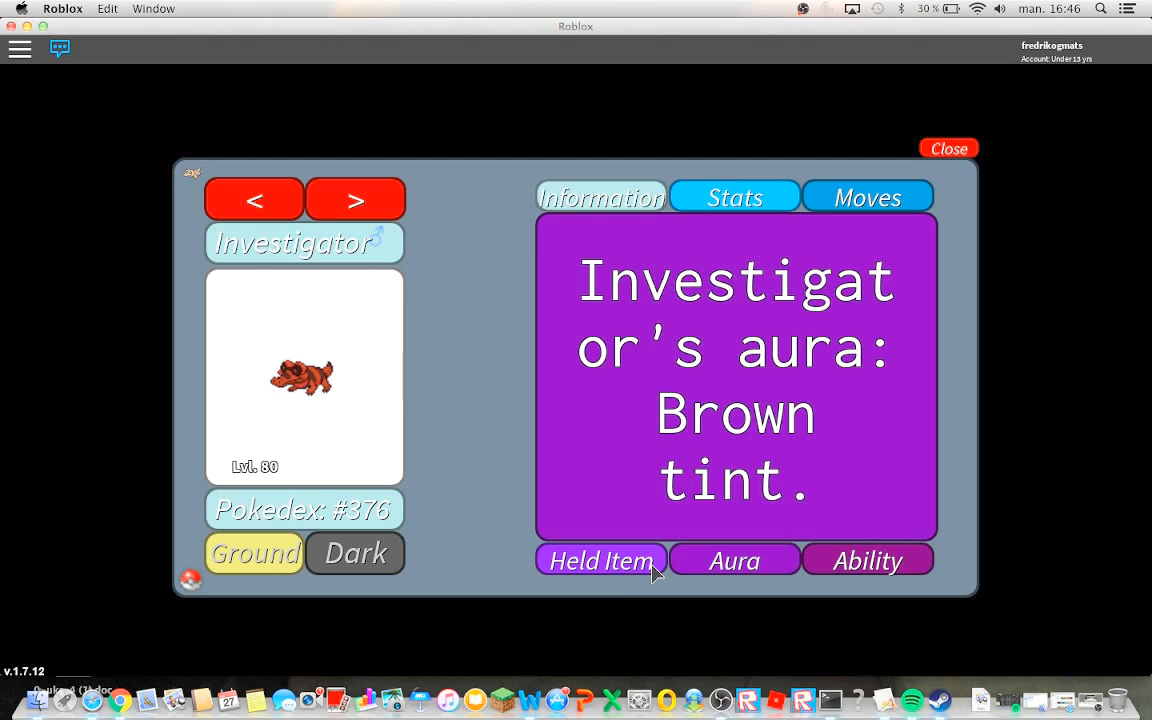 Roblox Edit Window 30% man. 16:46
Roblox
fredrikogmats
Account: Under 13 yrs
Close
< >
Information Stats Moves
Investigator
Investigat
or's aura:
Brown
tint.
Lvl. 80
Pokedex: #376
Ground Dark
Held Item Aura Ability
v.1.7.12